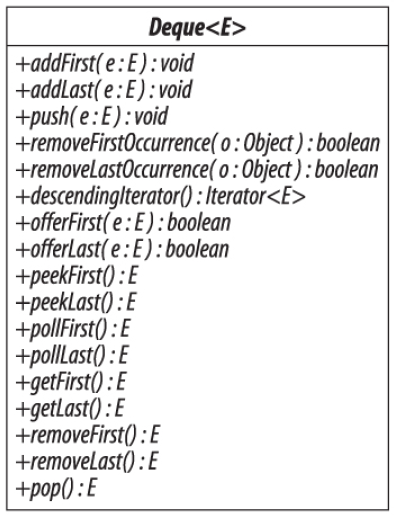 Deque<E>
+addFirst( e : E ) : void
+addLast( e : E ) : void
+push( e : E ) : void
+removeFirstOccurrence( o : Object ) : boolean
+removeLastOccurrence( o : Object ) : boolean
+descendingIterator() : Iterator<E>
+offerFirst( e : E ) : boolean
+offerLast( e : E ) : boolean
+peekFirst() : E
+peekLast() : E
+pollFirst() : E
+pollLast() : E
+getFirst() : E
+getLast() : E
+removeFirst() : E
+removeLast() : E
+pop() : E